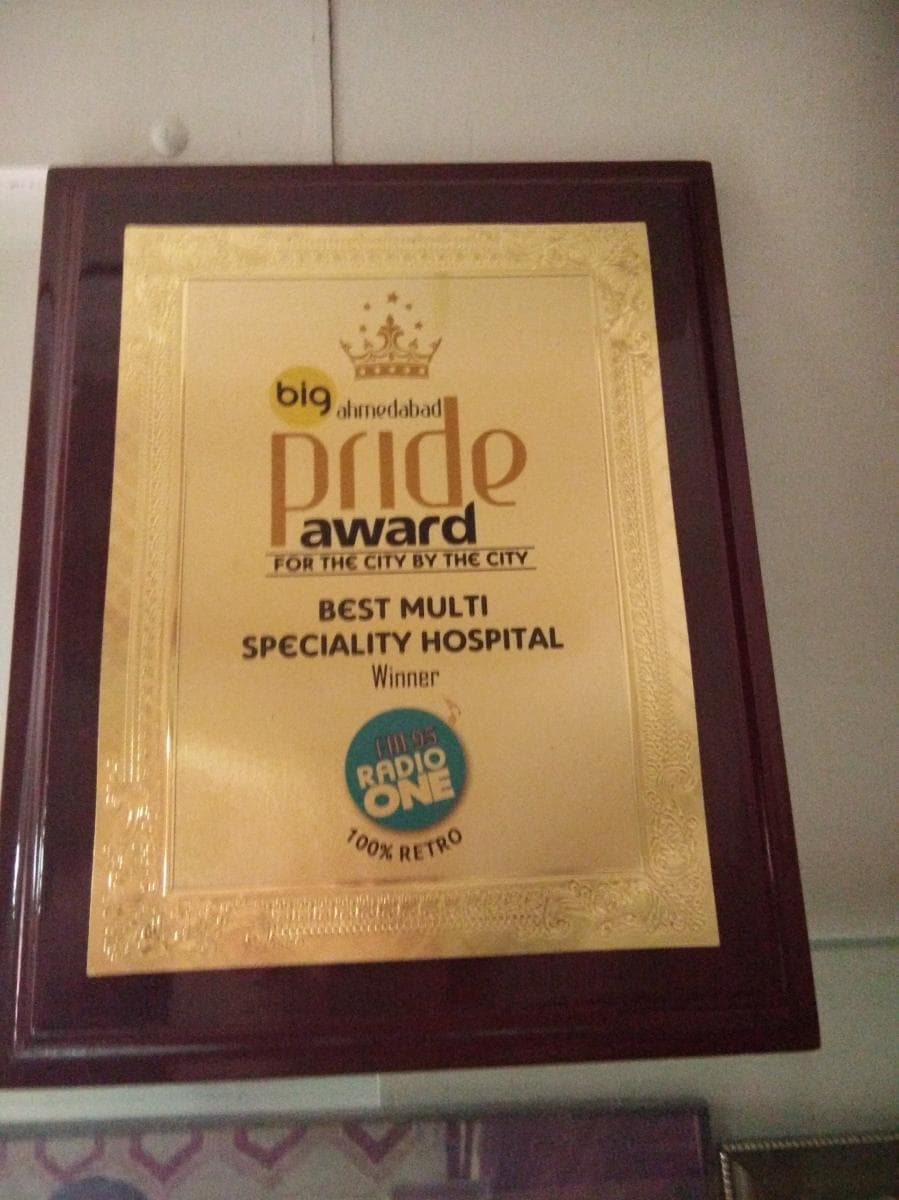 big
ahmedabad
pride
award
FOR THE CITY BY THE CITY
BEST MULTI
SPECIALITY HOSPITAL
Winner
FM 95
RADIO
ONE
100% RETRO